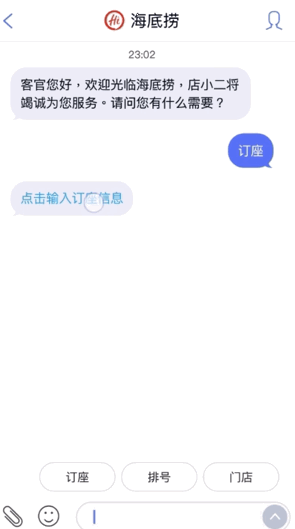 Hi 海底捞
23:02
客官您好，欢迎光临海底捞，店小二将
竭诚为您服务。请问您有什么需要？
订座
点击输入订座信息
订座 排号 门店